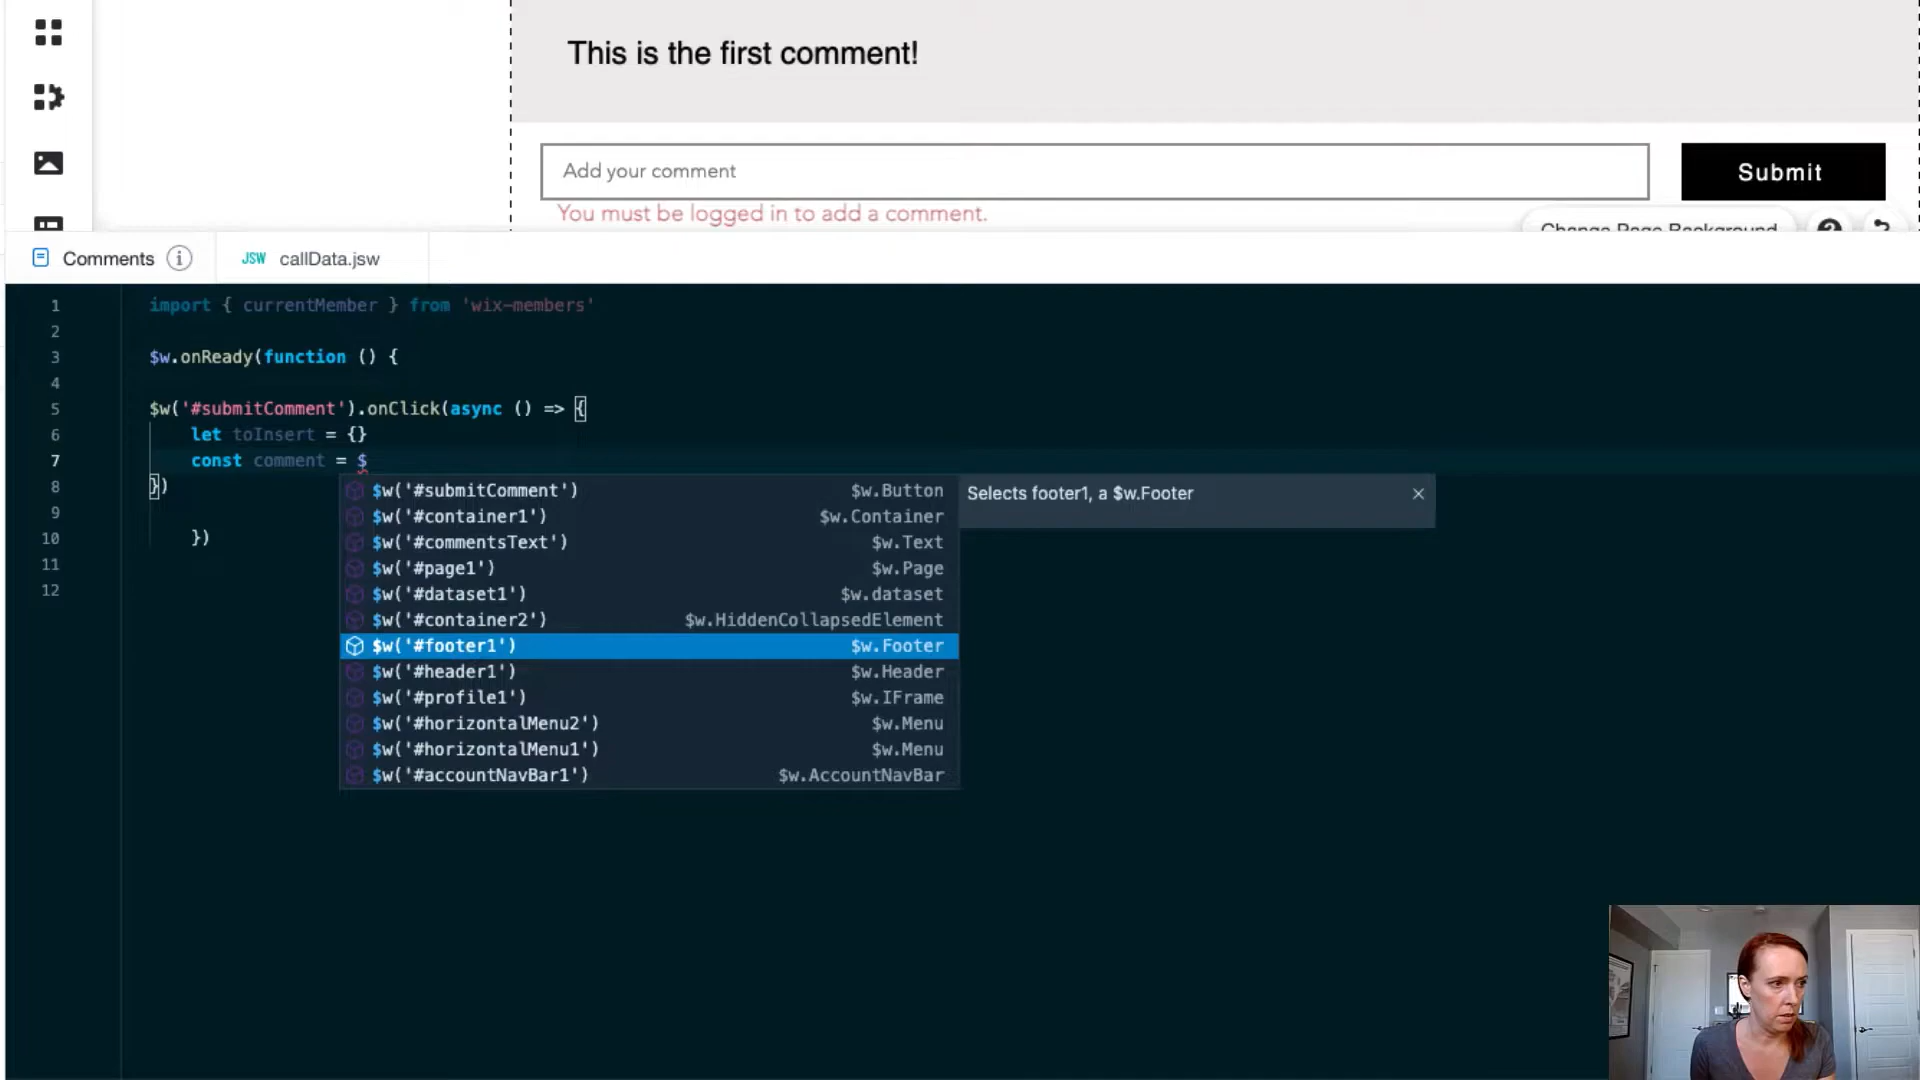 This is the first comment!
Add your comment
Submit
You must be logged in to add a comment.
Change Page Background
?
Comments i
JSW callData.jsw
1 import { currentMember } from 'wix-members'
2
3 $w.onReady(function () {
4
5 $w('#submitComment').onClick(async () => {
6 let toInsert = {}
7 const comment = $
8 })
9
10 })
11
12
$w('#submitComment') $w.Button
$w('#container1') $w.Container
$w('#commentsText') $w.Text
$w('#page1') $w.Page
$w('#dataset1') $w.dataset
$w('#container2') $w.HiddenCollapsedElement
$w('#footer1') $w.Footer
$w('#header1') $w.Header
$w('#profile1') $w.IFrame
$w('#horizontalMenu2') $w.Menu
$w('#horizontalMenu1') $w.Menu
$w('#accountNavBar1') $w.AccountNavBar
Selects footer1, a $w.Footer